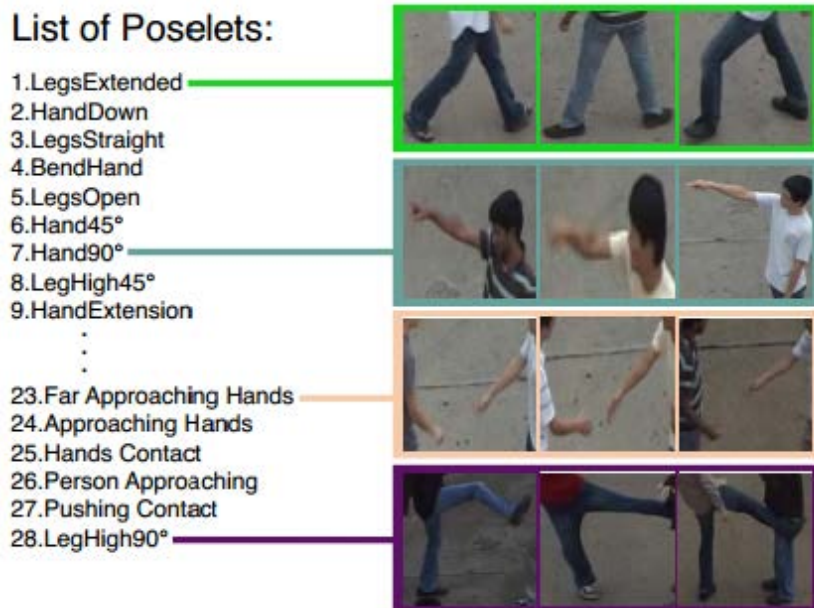 List of Poselets:
1.LegsExtended
2.HandDown
3.LegsStraight
4.BendHand
5.LegsOpen
6.Hand45°
7.Hand90°
8.LegHigh45°
9.HandExtension
.
.
.
23.Far Approaching Hands
24.Approaching Hands
25.Hands Contact
26.Person Approaching
27.Pushing Contact
28.LegHigh90°